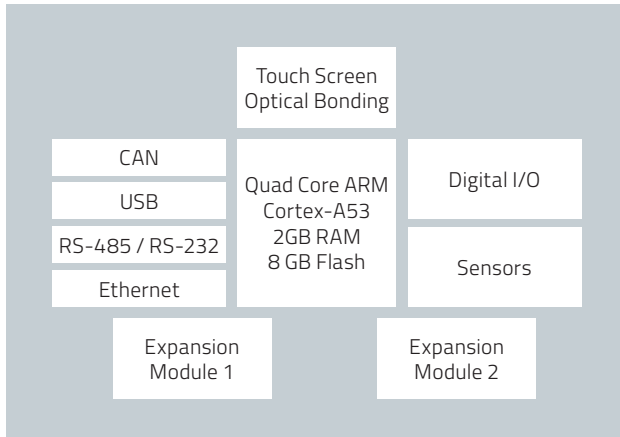 Touch Screen
Optical Bonding
CAN
USB
RS-485 / RS-232
Ethernet
Quad Core ARM
Cortex-A53
2GB RAM
8 GB Flash
Digital I/O
Sensors
Expansion
Module 1
Expansion
Module 2